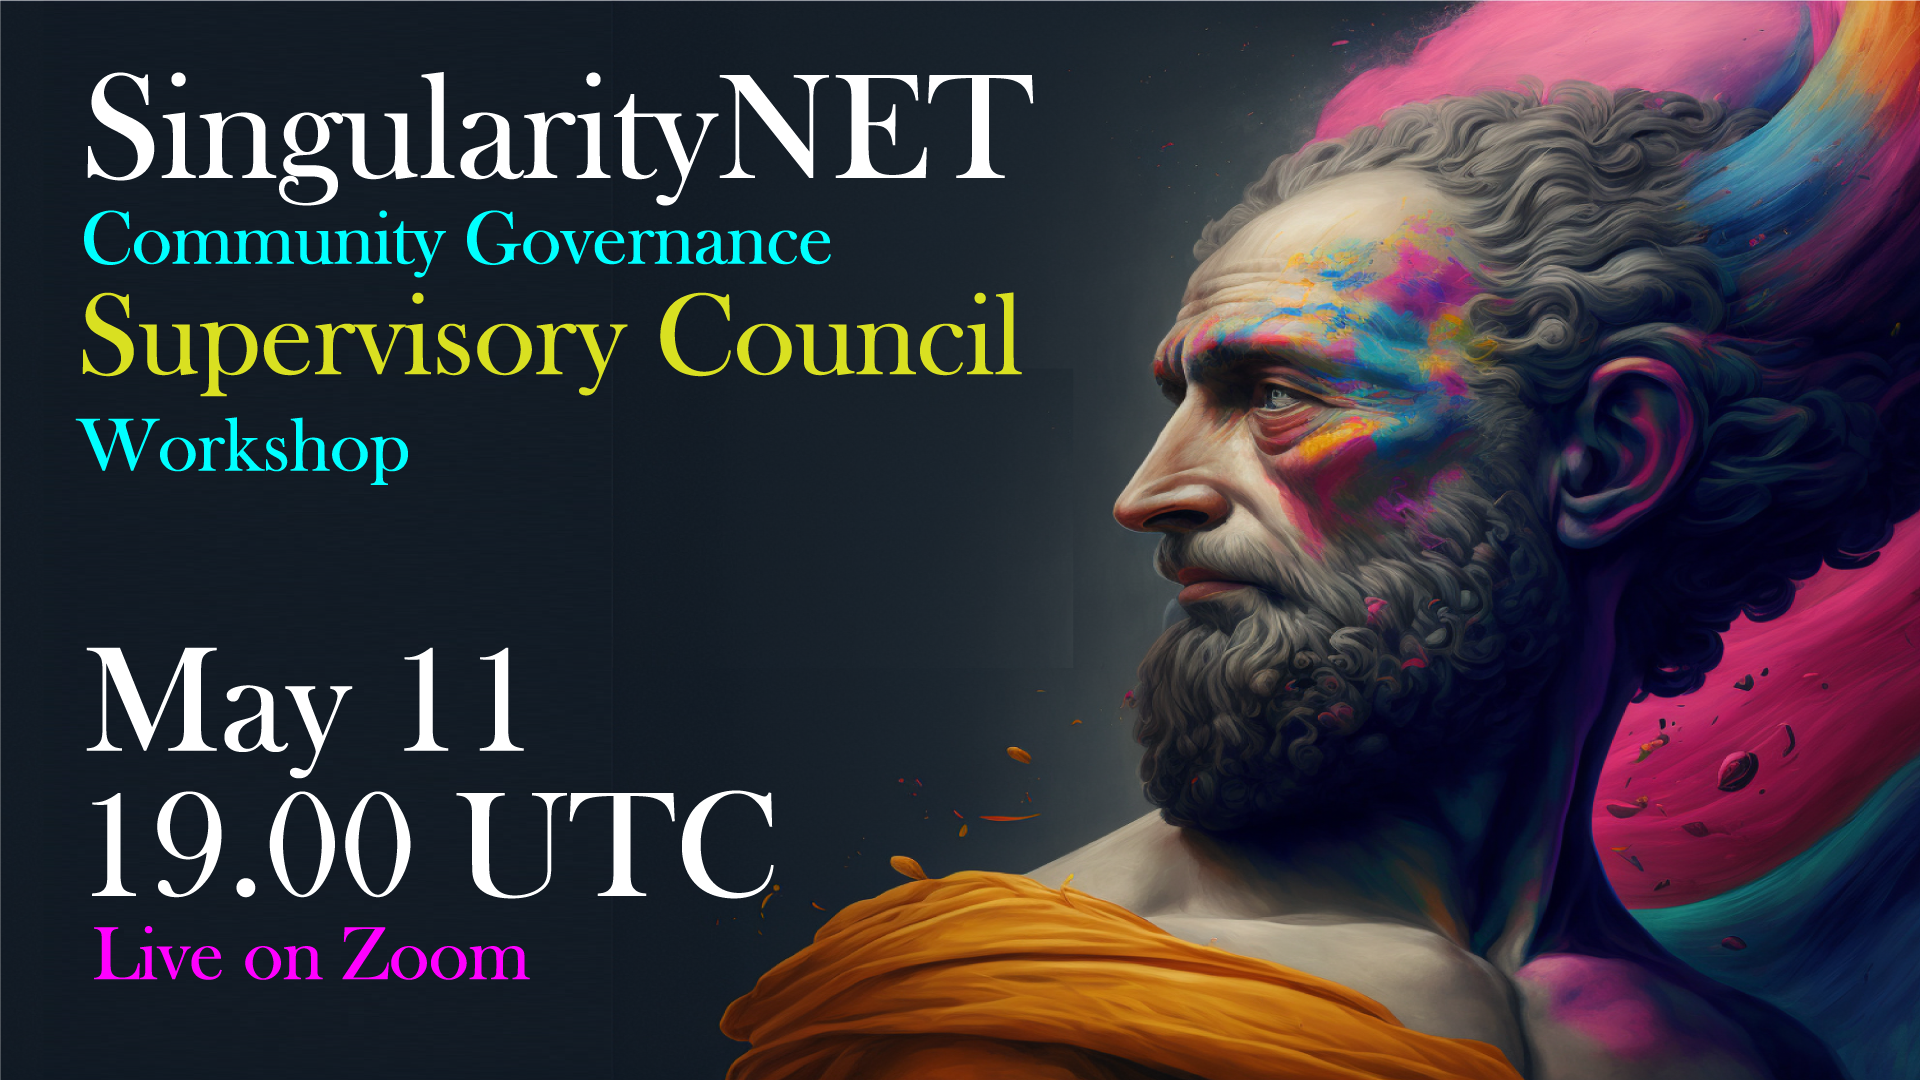 SingularityNET
Community Governance
Supervisory Council
Workshop
May 11
19.00 UTC
Live on Zoom